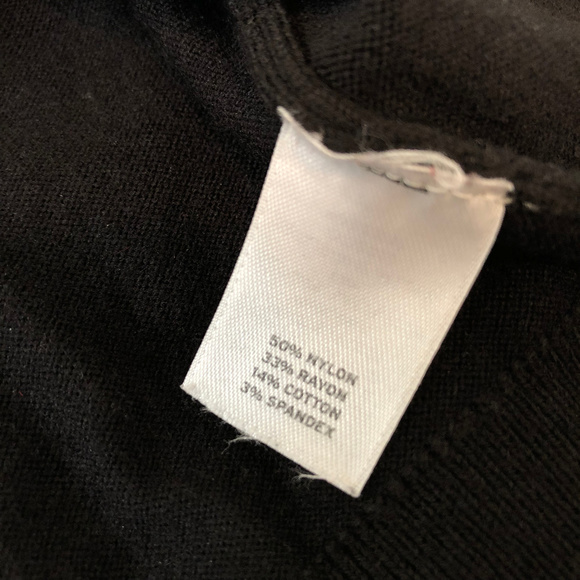 50% NYLON
33% RAYON
14% COTTON
3% SPANDEX